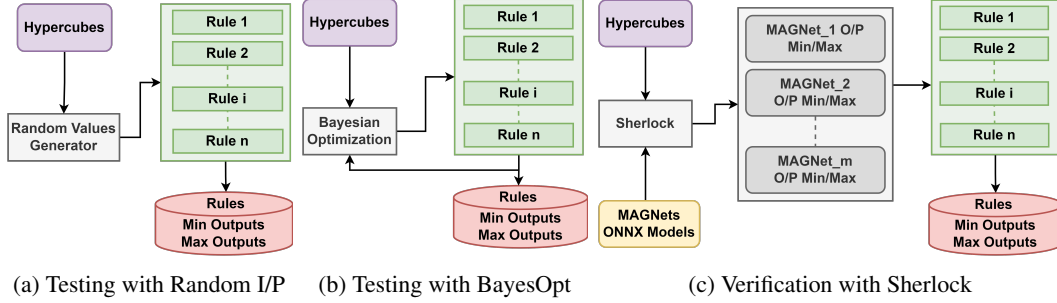 Hypercubes
Random Values
Generator
Rule 1
Rule 2
Rule i
Rule n
Rules
Min Outputs
Max Outputs
(a) Testing with Random I/P
Hypercubes
Bayesian
Optimization
Rule 1
Rule 2
Rule i
Rule n
Rules
Min Outputs
Max Outputs
(b) Testing with BayesOpt
Hypercubes
Sherlock
MAGNets
ONNX Models
MAGNet_1 O/P
Min/Max
MAGNet_2
O/P Min/Max
MAGNet_m
O/P Min/Max
Rule 1
Rule 2
Rule i
Rule n
Rules
Min Outputs
Max Outputs
(c) Verification with Sherlock